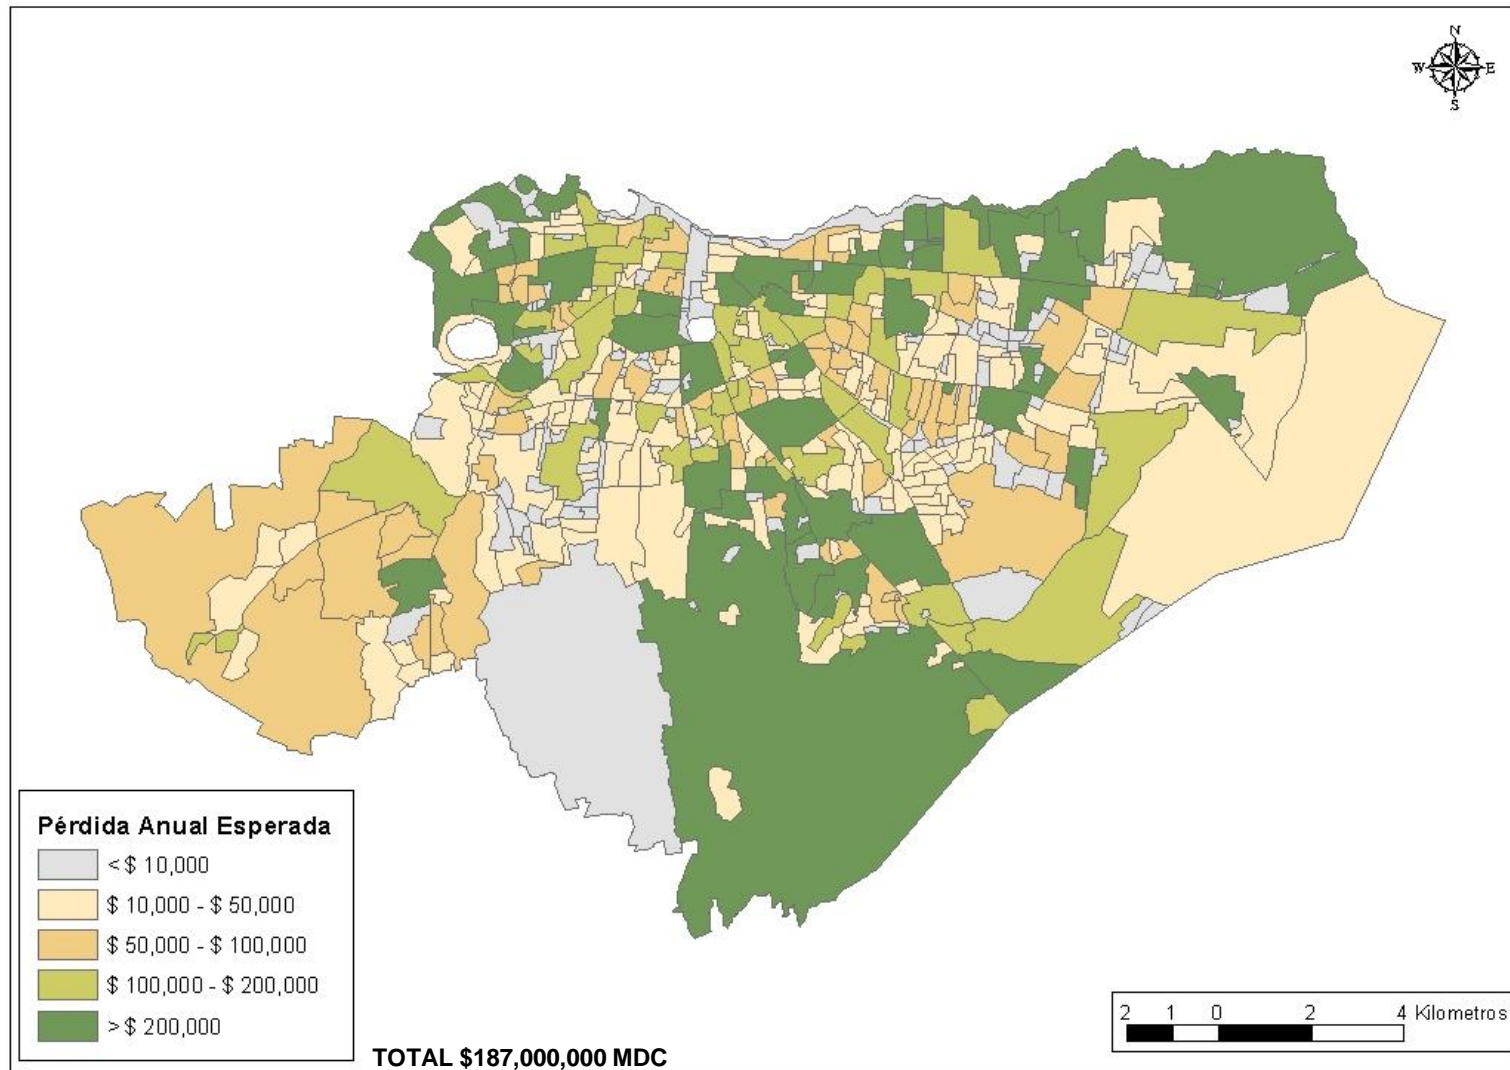 N
W E
S
Pérdida Anual Esperada
< $ 10,000
$ 10,000 - $ 50,000
$ 50,000 - $ 100,000
$ 100,000 - $ 200,000
> $ 200,000
TOTAL $187,000,000 MDC
2 1 0 2 4 Kilometros